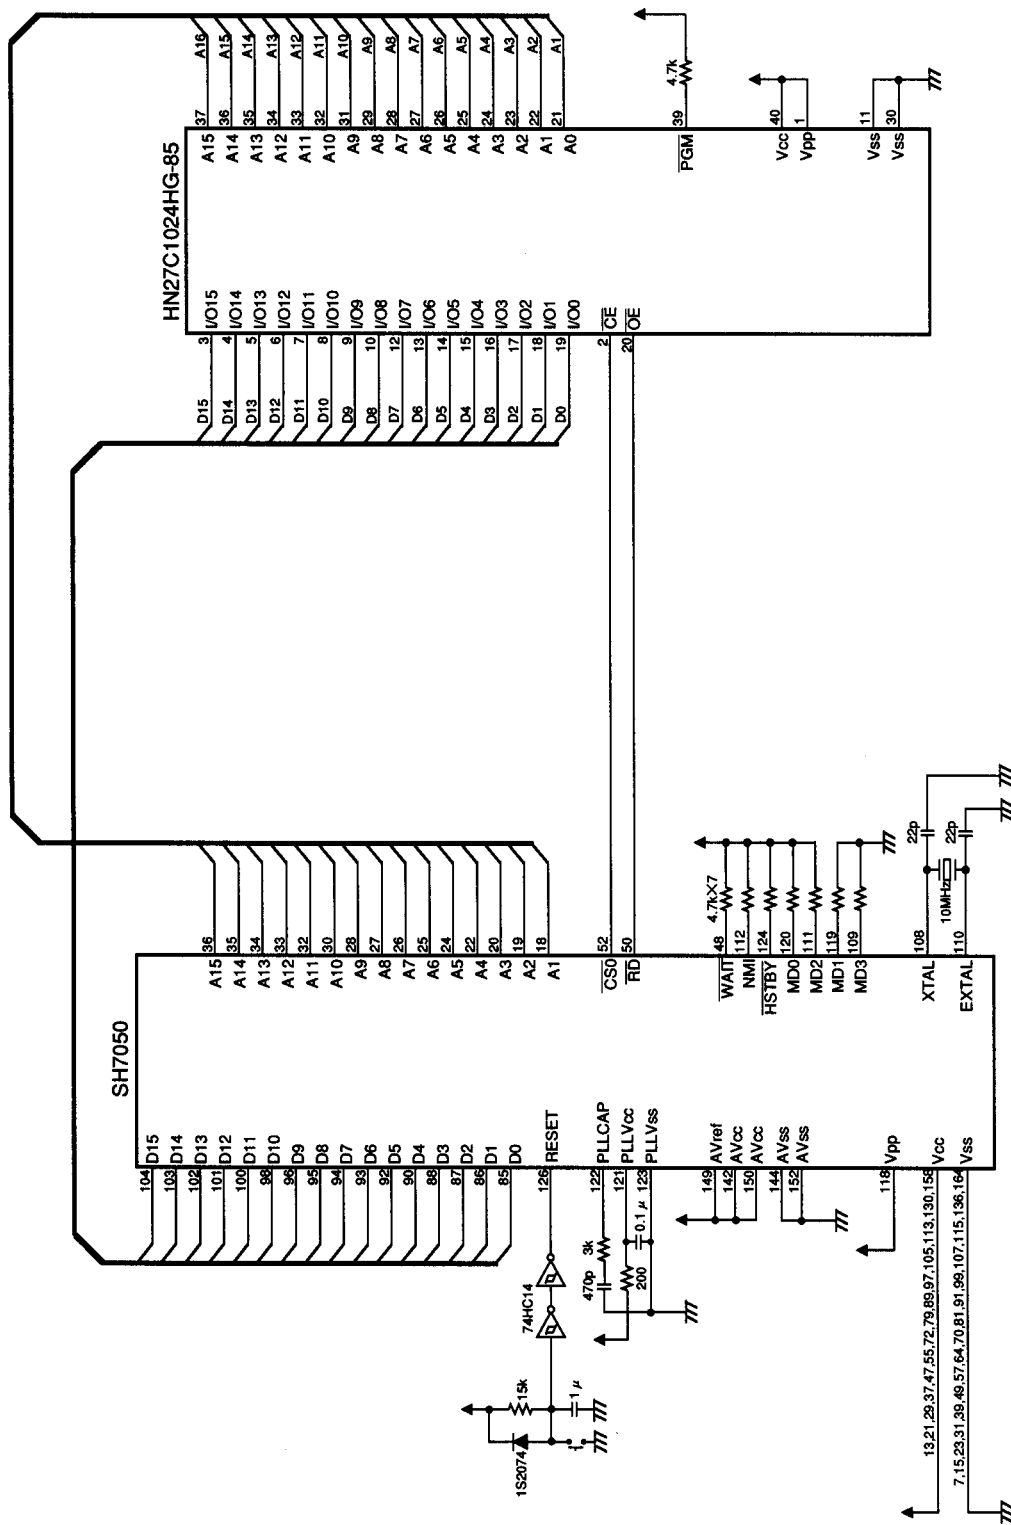 HN27C1024HG-85
3 I/O15
4 I/O14
5 I/O13
6 I/O12
7 I/O11
8 I/O10
9 I/O9
10 I/O8
12 I/O7
13 I/O6
14 I/O5
15 I/O4
16 I/O3
17 I/O2
18 I/O1
19 I/O0
2 CE
20 OE
D15
D14
D13
D12
D11
D10
D9
D8
D7
D6
D5
D4
D3
D2
D1
D0
A15 37 A16
A14 36 A15
A13 35 A14
A12 34 A13
A11 33 A12
A10 32 A11
A9 31 A10
A8 29 A9
A7 28 A8
A6 27 A7
A5 26 A6
A4 25 A5
A3 24 A4
A2 23 A3
A1 22 A2
A0 21 A1
PGM 39
4.7k
Vcc 40
Vpp 1
Vss 11
Vss 30
SH7050
104 D15
103 D14
102 D13
101 D12
100 D11
98 D10
96 D9
95 D8
94 D7
93 D6
92 D5
90 D4
88 D3
87 D2
86 D1
85 D0
126 RESET
122 PLLCAP
121 PLLVcc
123 PLLVss
149 AVref
142 AVcc
150 AVcc
144 AVss
152 AVss
118 Vpp
13,21,29,37,47,55,72,79,89,97,105,113,130,158 Vcc
7,15,23,31,39,49,57,64,70,81,91,99,107,115,136,164 Vss
A15 36
A14 35
A13 34
A12 33
A11 32
A10 30
A9 28
A8 27
A7 26
A6 25
A5 24
A4 22
A3 20
A2 19
A1 18
CS0 52
RD 50
WAIT 48
NMI 112
HSTBY 124
MD0 120
MD2 111
MD1 119
MD3 109
4.7k×7
XTAL 108
EXTAL 110
10MHz
22p
22p
74HC14
470p
3k
200
0.1 μ
1S2074
15k
1 μ